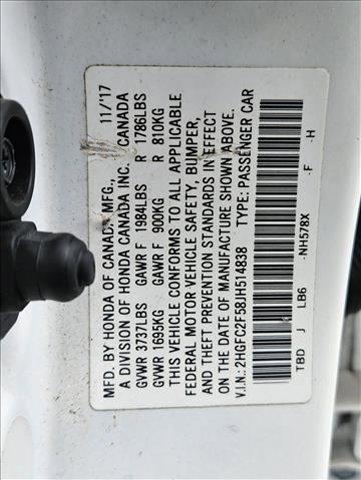 MFD. BY HONDA OF CANADA MFG., 11/'17
A DIVISION OF HONDA CANADA INC. CANADA
GVWR 3737LBS GAWR F 1984LBS R 1786LBS
GVWR 1695KG GAWR F 900KG R 810KG
THIS VEHICLE CONFORMS TO ALL APPLICABLE
FEDERAL MOTOR VEHICLE SAFETY, BUMPER,
AND THEFT PREVENTION STANDARDS IN EFFECT
ON THE DATE OF MANUFACTURE SHOWN ABOVE.
V.I.N.: 2HGFC2F58JH514838 TYPE: PASSENGER CAR
TBD J LB6 -NH578X -F -H